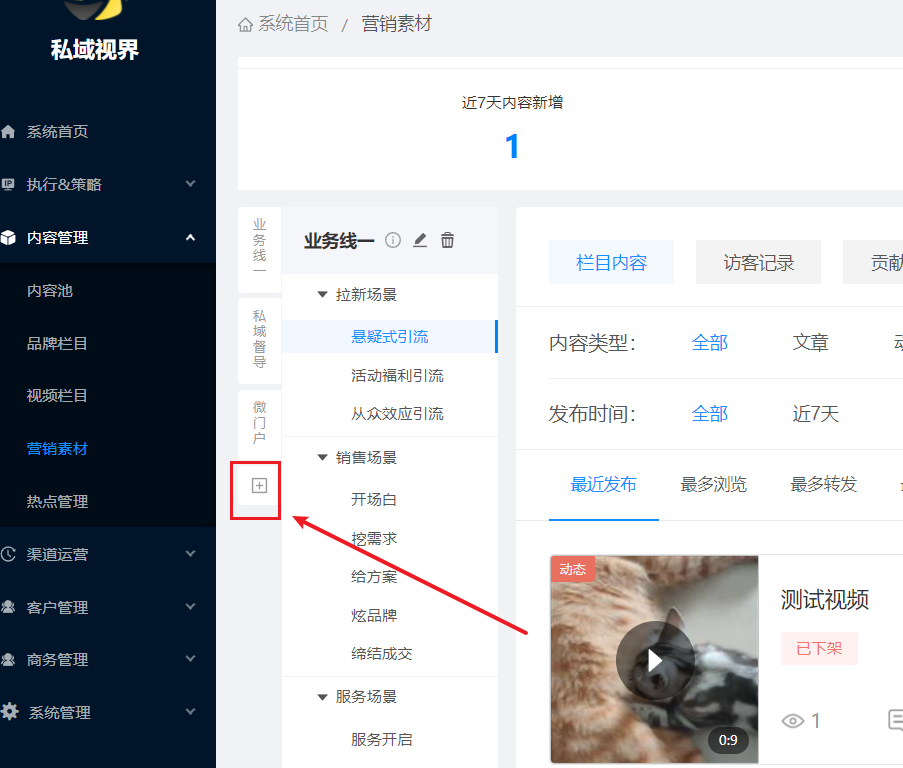 私域视界
系统首页
执行&策略
内容管理
内容池
品牌栏目
视频栏目
营销素材
热点管理
渠道运营
客户管理
商务管理
系统管理
系统首页 / 营销素材
近7天内容新增
1
业务线一
私域督导
微门户
业务线一
拉新场景
悬疑式引流
活动福利引流
从众效应引流
销售场景
开场白
挖需求
给方案
炫品牌
缔结成交
服务场景
服务开启
栏目内容 访客记录 贡献
内容类型: 全部 文章
发布时间: 全部 近7天
最近发布 最多浏览 最多转发
动态
0:9
测试视频
已下架
1